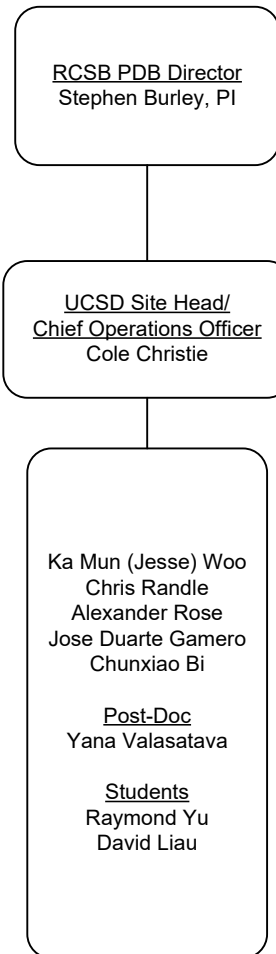 RCSB PDB Director
Stephen Burley, PI
UCSD Site Head/
Chief Operations Officer
Cole Christie
Ka Mun (Jesse) Woo
Chris Randle
Alexander Rose
Jose Duarte Gamero
Chunxiao Bi
Post-Doc
Yana Valasatava
Students
Raymond Yu
David Liau